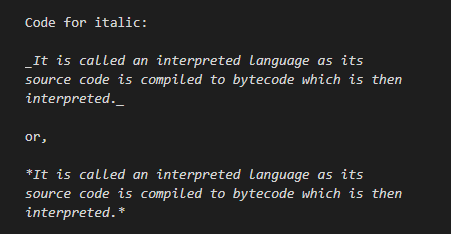 Code for italic:
_It is called an interpreted language as its
source code is compiled to bytecode which is then
interpreted._
or,
*It is called an interpreted language as its
source code is compiled to bytecode which is then
interpreted.*